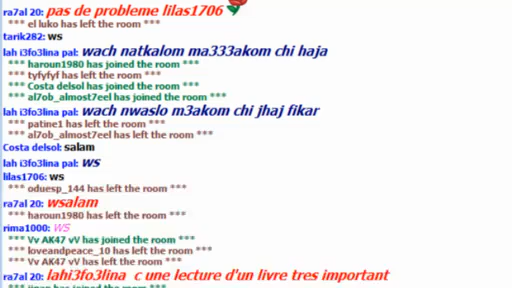 ra7al 20: pas de probleme lilas1706
*** el luko has left the room ***
tarik282: ws
lah i3fo3lina pal: wach natkalom ma333akom chi haja
*** haroun1980 has joined the room ***
*** tyfyfyf has left the room ***
*** Costa delsol has joined the room ***
*** al7ob_almost7eel has joined the room ***
lah i3fo3lina pal: wach nwaslo m3akom chi jhaj fikar
*** patine1 has left the room ***
*** al7ob_almost7eel has left the room ***
Costa delsol: salam
lah i3fo3lina pal: ws
lilas1706: ws
*** oduesp_144 has left the room ***
ra7al 20: wsalam
*** haroun1980 has left the room ***
rima1000: ws
*** Vv AK47 vV has joined the room ***
*** loveandpeace_10 has left the room ***
*** Vv AK47 vV has left the room ***
ra7al 20: lahi3fo3lina c une lecture d'un livre tres important
has joined the room ***